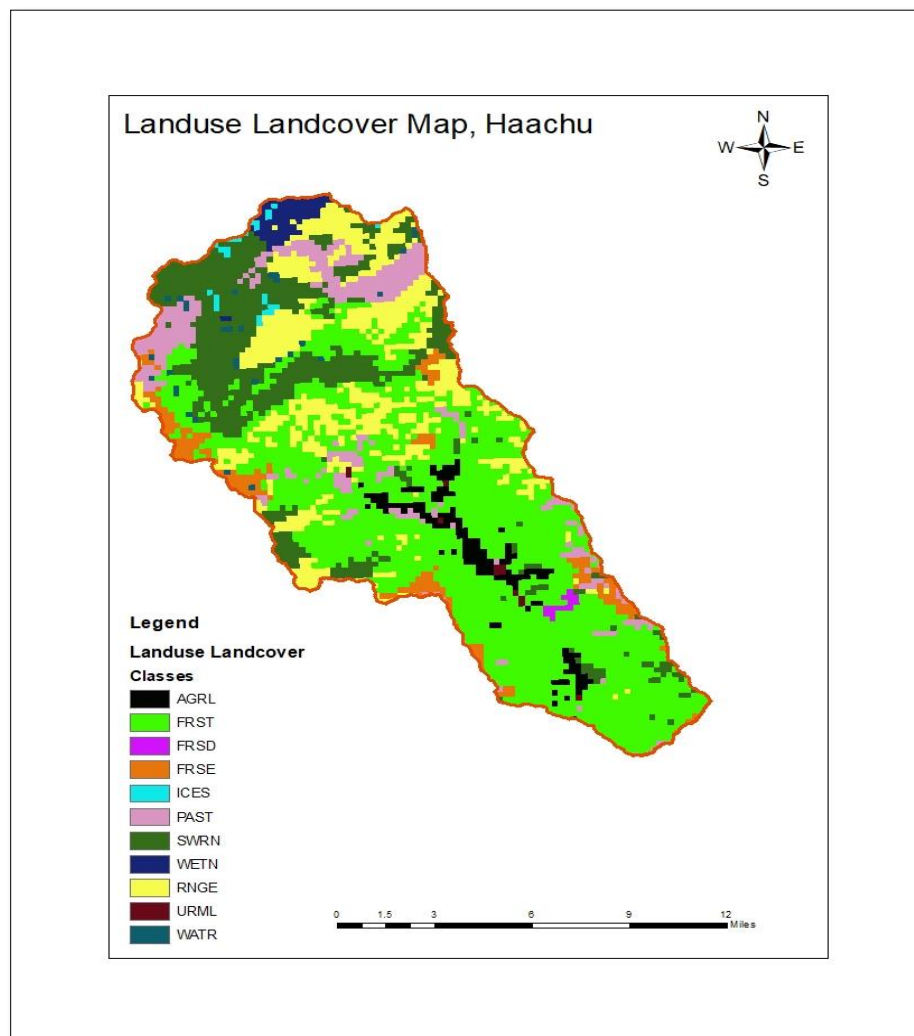 Landuse Landcover Map, Haachu
N
W E
S
Legend
Landuse Landcover
Classes
AGRL
FRST
FRSD
FRSE
ICES
PAST
SWRN
WETN
RNGE
URML
WATR
0 1.5 3 6 9 12
Miles